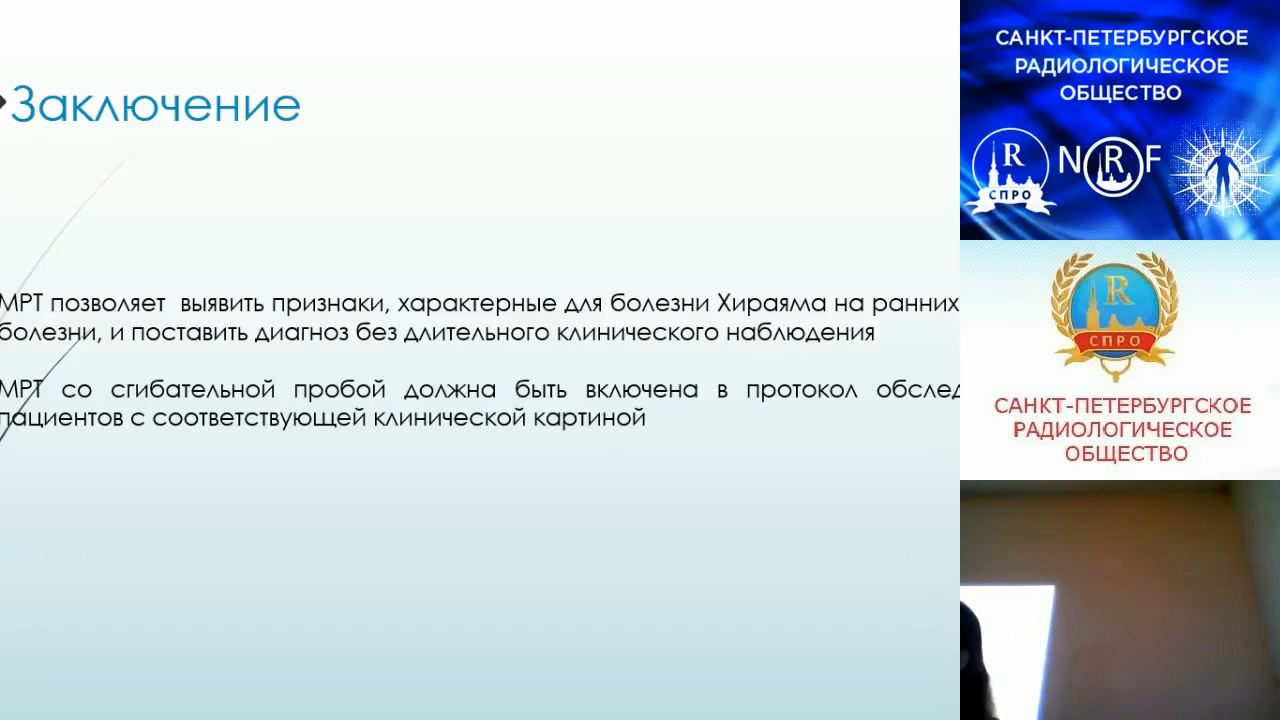 Заключение
МРТ позволяет выявить признаки, характерные для болезни Хираяма на ранних
болезни, и поставить диагноз без длительного клинического наблюдения
МРТ со сгибательной пробой должна быть включена в протокол обслед
пациентов с соответствующей клинической картиной
САНКТ-ПЕТЕРБУРГСКОЕ
РАДИОЛОГИЧЕСКОЕ
ОБЩЕСТВО
R
СПРО
NRF
R
СПРО
САНКТ-ПЕТЕРБУРГСКОЕ
РАДИОЛОГИЧЕСКОЕ
ОБЩЕСТВО